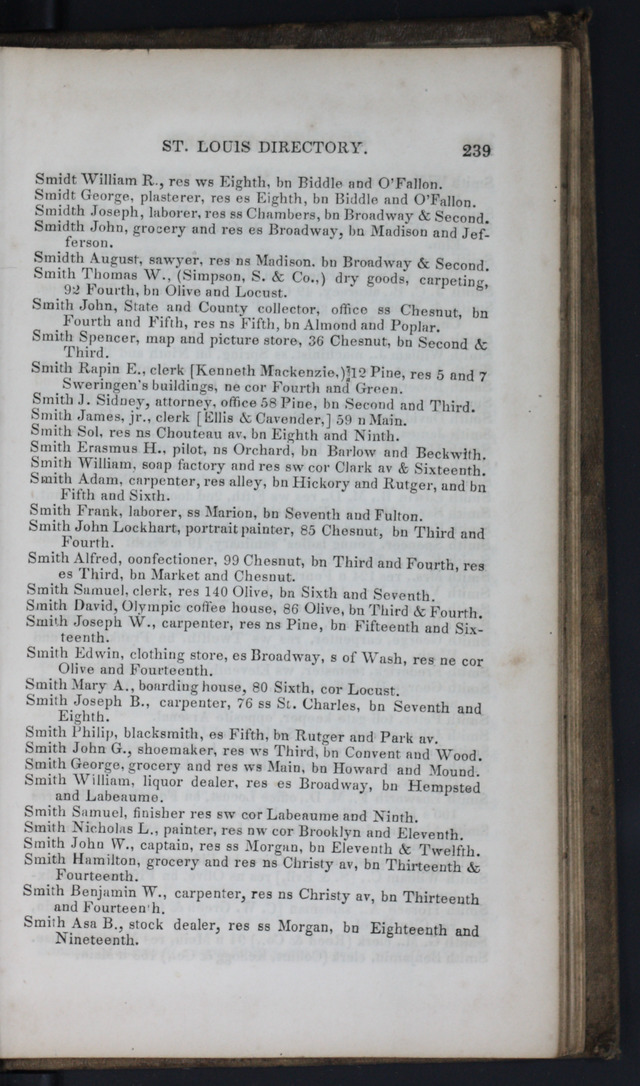 ST. LOUIS DIRECTORY. 239
Smidt William R., res ws Eighth, bn Biddle and O'Fallon.
Smidt George, plasterer, res es Eighth, bn Biddle and O'Fallon.
Smidth Joseph, laborer, res ss Chambers, bn Broadway & Second.
Smidth John, grocery and res es Broadway, bn Madison and Jef-
ferson.
Smidth August, sawyer, res ns Madison. bn Broadway & Second.
Smith Thomas W., (Simpson, S. & Co.,) dry goods, carpeting,
92 Fourth, bn Olive and Locust.
Smith John, State and County collector, office ss Chesnut, bn
Fourth and Fifth, res ns Fifth, bn Almond and Poplar.
Smith Spencer, map and picture store, 36 Chesnut, bn Second &
Third.
Smith Rapin E., clerk [Kenneth Mackenzie,) 12 Pine, res 5 and 7
Sweringen's buildings, ne cor Fourth and Green.
Smith J. Sidney, attorney, office 58 Pine, bn Second and Third.
Smith James, jr., clerk [Ellis & Cavender,] 59 n Main.
Smith Sol, res ns Chouteau av, bn Eighth and Ninth.
Smith Erasmus H., pilot, ns Orchard, bn Barlow and Beckwith.
Smith William, soap factory and res sw cor Clark av & Sixteenth.
Smith Adam, carpenter, res alley, bn Hickory and Rutger, and bn
Fifth and Sixth.
Smith Frank, laborer, ss Marion, bn Seventh and Fulton.
Smith John Lockhart, portrait painter, 85 Chesnut, bn Third and
Fourth.
Smith Alfred, oonfectioner, 99 Chesnut, bn Third and Fourth, res
es Third, bn Market and Chesnut.
Smith Samuel, clerk, res 140 Olive, bn Sixth and Seventh.
Smith David, Olympic coffee house, 86 Olive, bn Third & Fourth.
Smith Joseph W., carpenter, res ns Pine, bn Fifteenth and Six-
teenth.
Smith Edwin, clothing store, es Broadway, s of Wash, res ne cor
Olive and Fourteenth.
Smith Mary A., boarding house, 80 Sixth, cor Locust.
Smith Joseph B., carpenter, 76 ss St. Charles, bn Seventh and
Eighth.
Smith Philip, blacksmith, es Fifth, bn Rutger and Park av.
Smith John G., shoemaker, res ws Third, bn Convent and Wood.
Smith George, grocery and res ws Main, bn Howard and Mound.
Smith William, liquor dealer, res es Broadway, bn Hempsted
and Labeaume.
Smith Samuel, finisher res sw cor Labeaume and Ninth.
Smith Nicholas L., painter, res nw cor Brooklyn and Eleventh.
Smith John W., captain, res ss Morgan, bn Eleventh & Twelfth.
Smith Hamilton, grocery and res ns Christy av, bn Thirteenth &
Fourteenth.
Smith Benjamin W., carpenter, res ns Christy av, bn Thirteenth
and Fourteenth.
Smith Asa B., stock dealer, res ss Morgan, bn Eighteenth and
Nineteenth.